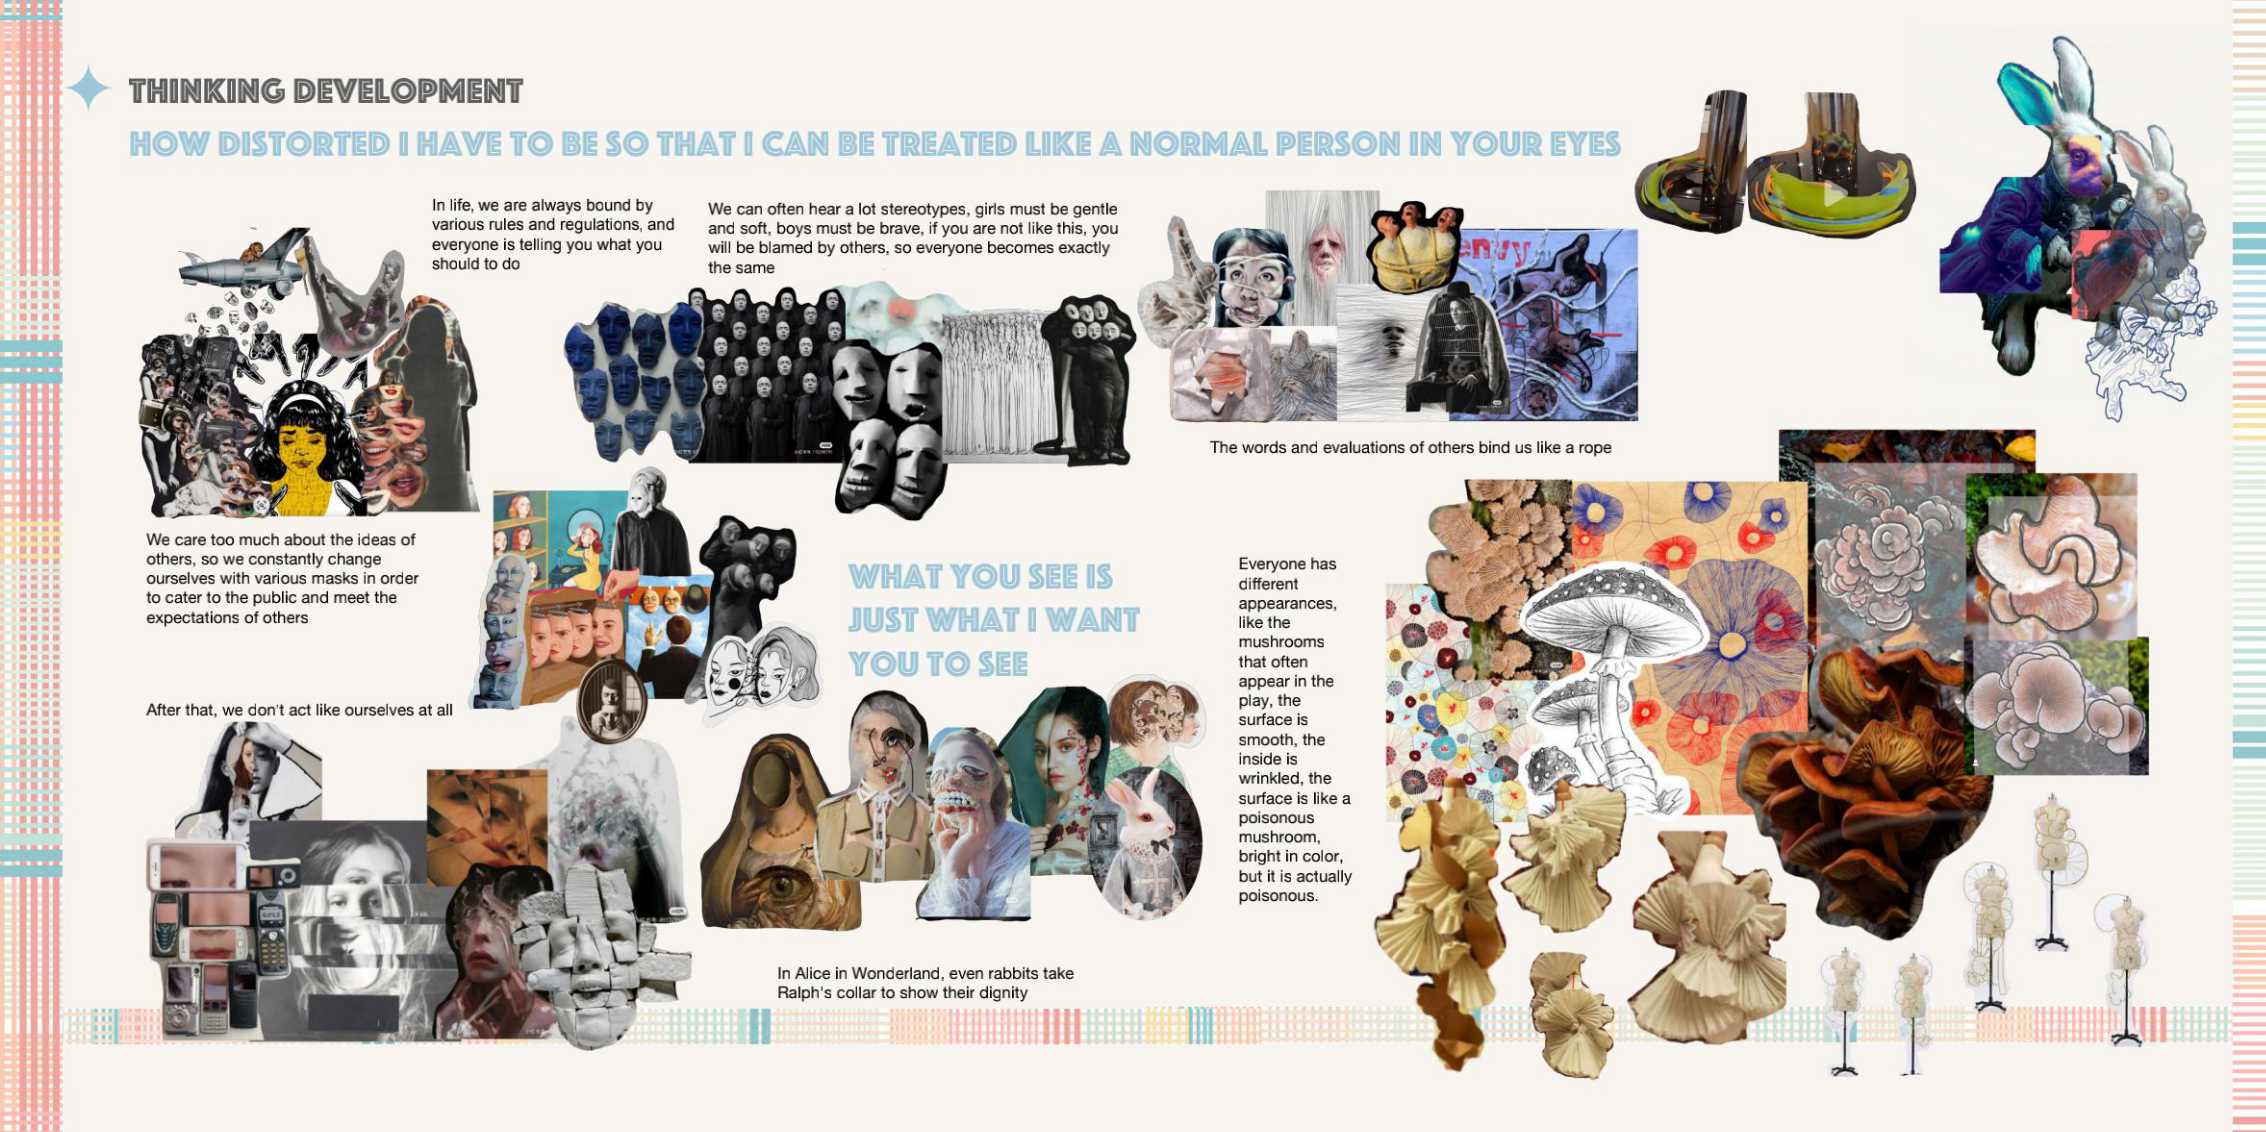 THINKING DEVELOPMENT
HOW DISTORTED I HAVE TO BE SO THAT I CAN BE TREATED LIKE A NORMAL PERSON IN YOUR EYES
In life, we are always bound by
various rules and regulations, and
everyone is telling you what you
should to do
We can often hear a lot stereotypes, girls must be gentle
and soft, boys must be brave, if you are not like this, you
will be blamed by others, so everyone becomes exactly
the same
envy
The words and evaluations of others bind us like a rope
We care too much about the ideas of
others, so we constantly change
ourselves with various masks in order
to cater to the public and meet the
expectations of others
WHAT YOU SEE IS
JUST WHAT I WANT
YOU TO SEE
After that, we don't act like ourselves at all
In Alice in Wonderland, even rabbits take
Ralph's collar to show their dignity
Everyone has
different
appearances,
like the
mushrooms
that often
appear in the
play, the
surface is
smooth, the
inside is
wrinkled, the
surface is like a
poisonous
mushroom,
bright in color,
but it is actually
poisonous.